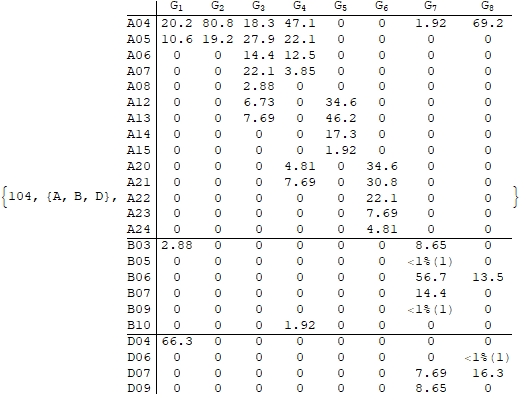 G1 G2 G3 G4 G5 G6 G7 G8
A04 20.2 80.8 18.3 47.1 0 0 1.92 69.2
A05 10.6 19.2 27.9 22.1 0 0 0 0
A06 0 0 14.4 12.5 0 0 0 0
A07 0 0 22.1 3.85 0 0 0 0
A08 0 0 2.88 0 0 0 0 0
A12 0 0 6.73 0 34.6 0 0 0
A13 0 0 7.69 0 46.2 0 0 0
A14 0 0 0 0 17.3 0 0 0
A15 0 0 0 0 1.92 0 0 0
A20 0 0 0 4.81 0 34.6 0 0
A21 0 0 0 7.69 0 30.8 0 0
{104, {A, B, D}, A22 0 0 0 0 0 22.1 0 0 }
A23 0 0 0 0 0 7.69 0 0
A24 0 0 0 0 0 4.81 0 0
B03 2.88 0 0 0 0 0 8.65 0
B05 0 0 0 0 0 0 <1%(1) 0
B06 0 0 0 0 0 0 56.7 13.5
B07 0 0 0 0 0 0 14.4 0
B09 0 0 0 0 0 0 <1%(1) 0
B10 0 0 0 1.92 0 0 0 0
D04 66.3 0 0 0 0 0 0 0
D06 0 0 0 0 0 0 0 <1%(1)
D07 0 0 0 0 0 0 7.69 16.3
D09 0 0 0 0 0 0 8.65 0